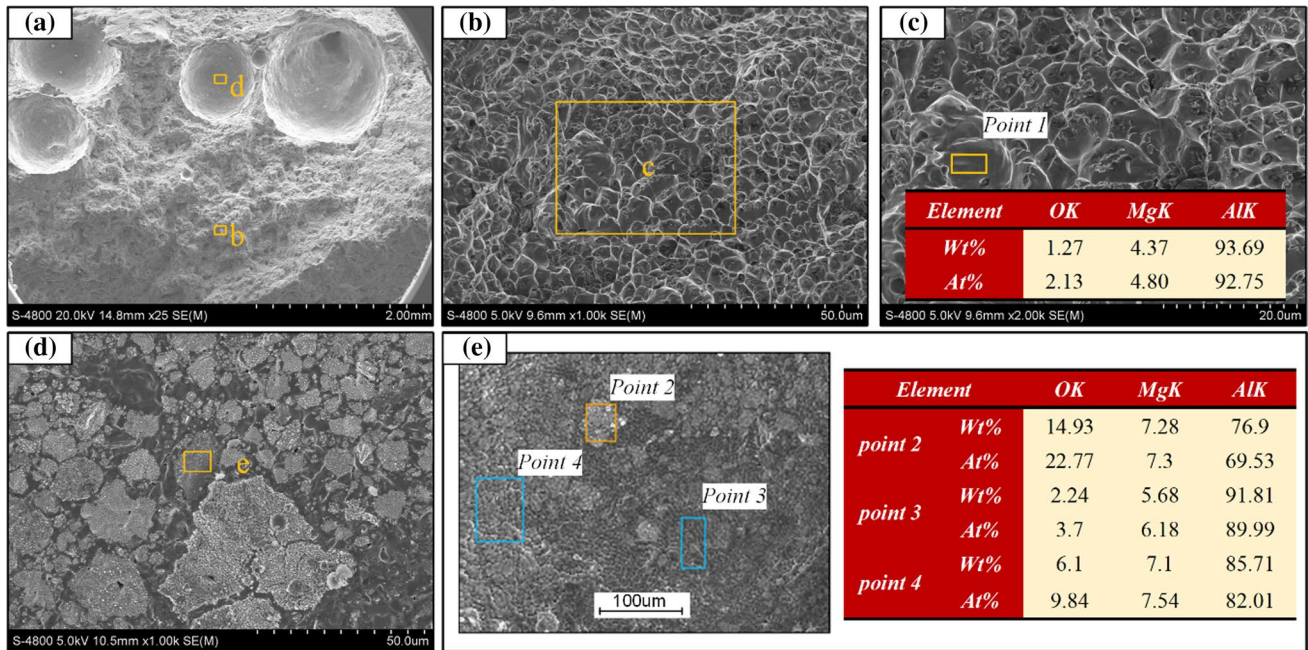 (a)
d
b
S-4800 20.0kV 14.8mm x25 SE(M) 2.00mm
(b)
c
S-4800 5.0kV 9.6mm x1.00k SE(M) 50.0um
(c)
Point 1
Element OK MgK AlK
Wt% 1.27 4.37 93.69
At% 2.13 4.80 92.75
S-4800 5.0kV 9.6mm x2.00k SE(M) 20.0um
(d)
e
S-4800 5.0kV 10.5mm x1.00k SE(M) 50.0um
(e)
Point 2
Point 4
Point 3
100um
Element OK MgK AlK
point 2 Wt% 14.93 7.28 76.9
At% 22.77 7.3 69.53
point 3 Wt% 2.24 5.68 91.81
At% 3.7 6.18 89.99
point 4 Wt% 6.1 7.1 85.71
At% 9.84 7.54 82.01